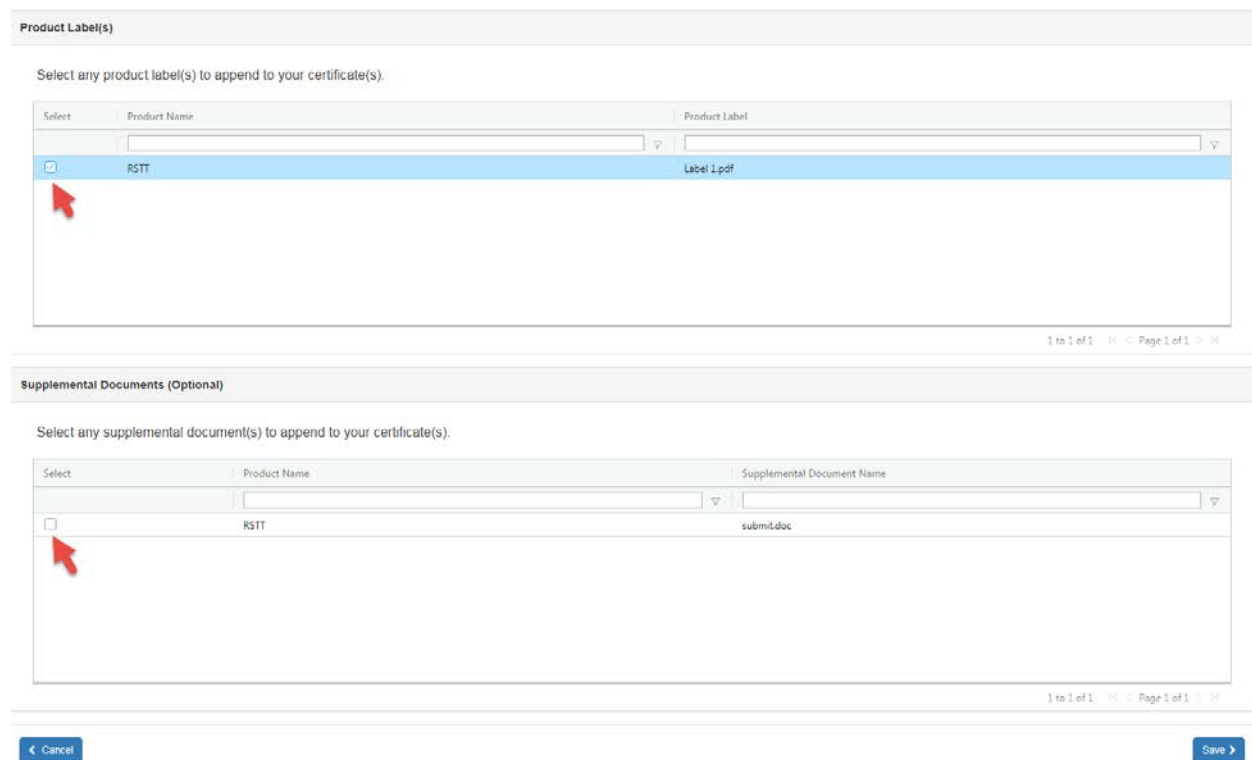 Product Label(s)
Select any product label(s) to append to your certificate(s).
Select Product Name Product Label
RSTT Label 1.pdf
1 to 1 of 1 Page 1 of 1
Supplemental Documents (Optional)
Select any supplemental document(s) to append to your certificate(s).
Select Product Name Supplemental Document Name
RSTT submit.doc
1 to 1 of 1 Page 1 of 1
Cancel Save